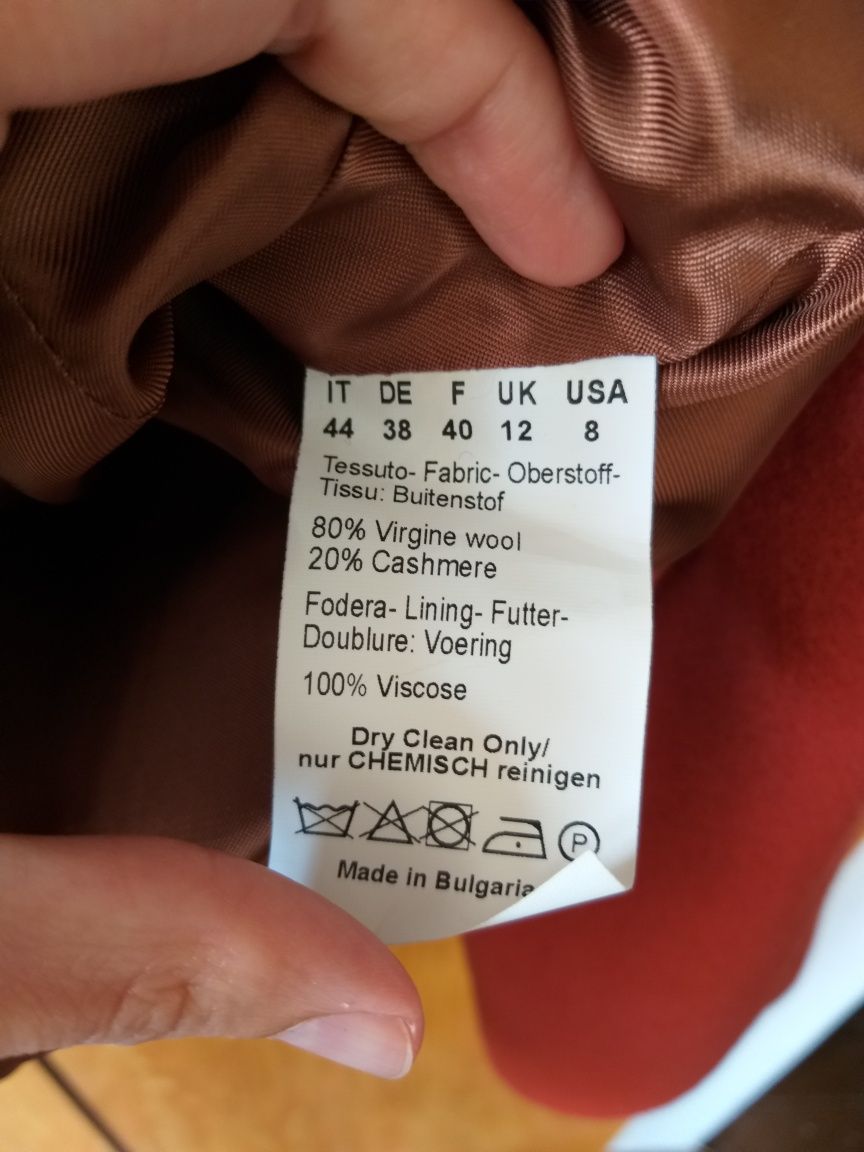 IT DE F UK USA
44 38 40 12 8
Tessuto- Fabric- Oberstoff-
Tissu: Buitenstof
80% Virgine wool
20% Cashmere
Fodera- Lining- Futter-
Doublure: Voering
100% Viscose
Dry Clean Only/
nur CHEMISCH reinigen
P
Made in Bulgaria